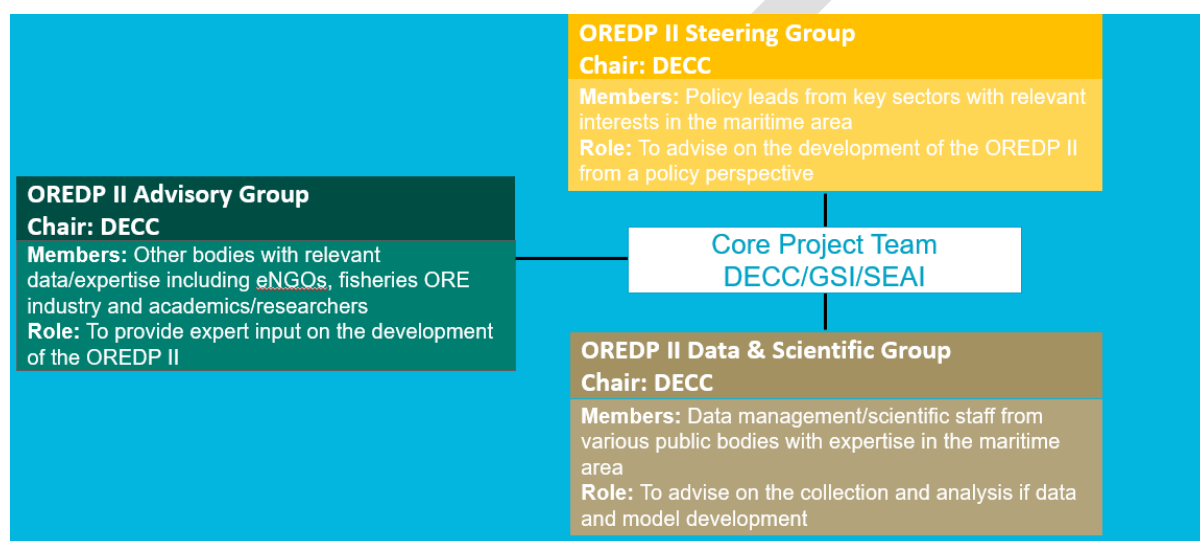 OREDP II Steering Group
Chair: DECC
Members: Policy leads from key sectors with relevant
interests in the maritime area
Role: To advise on the development of the OREDP II
from a policy perspective
OREDP II Advisory Group
Chair: DECC
Members: Other bodies with relevant
data/expertise including eNGOs, fisheries ORE
industry and academics/researchers
Role: To provide expert input on the development
of the OREDP II
Core Project Team
DECC/GSI/SEAI
OREDP II Data & Scientific Group
Chair: DECC
Members: Data management/scientific staff from
various public bodies with expertise in the maritime
area
Role: To advise on the collection and analysis if data
and model development